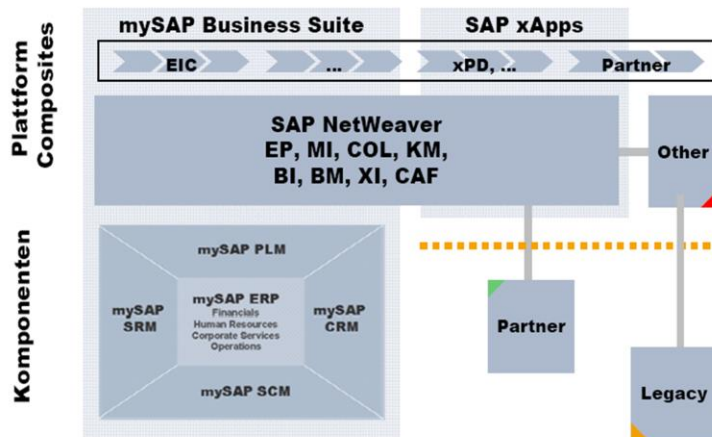 mySAP Business Suite
SAP xApps
EIC
...
xPD, ...
Partner
Plattform
Composites
SAP NetWeaver
EP, MI, COL, KM,
BI, BM, XI, CAF
Other
Komponenten
mySAP PLM
mySAP
SRM
mySAP ERP
Financials
Human Resources
Corporate Services
Operations
mySAP
CRM
mySAP SCM
Partner
Legacy